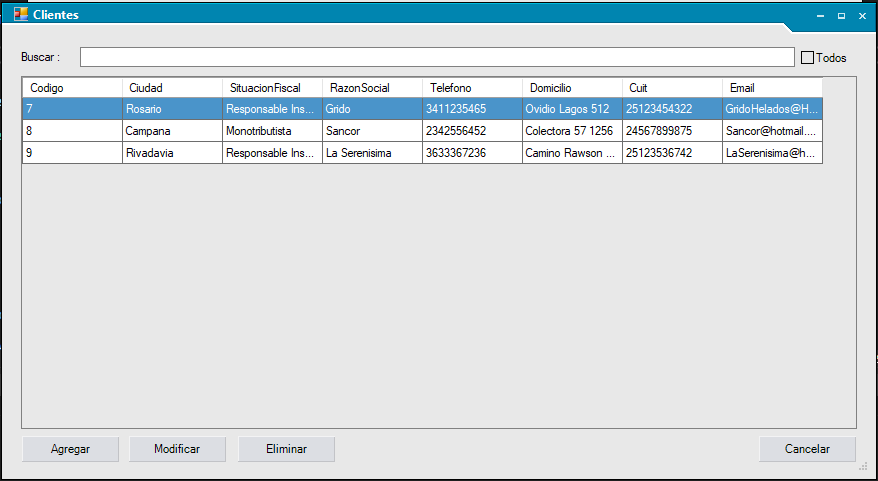 Clientes
Buscar :
Todos
Codigo Ciudad SituacionFiscal RazonSocial Telefono Domicilio Cuit Email
7 Rosario Responsable Ins... Grido 3411235465 Ovidio Lagos 512 25123454322 GridoHelados@H...
8 Campana Monotributista Sancor 2342556452 Colectora 57 1256 24567899875 Sancor@hotmail....
9 Rivadavia Responsable Ins... La Serenisima 3633367236 Camino Rawson ... 25123536742 LaSerenisima@h...
Agregar Modificar Eliminar Cancelar